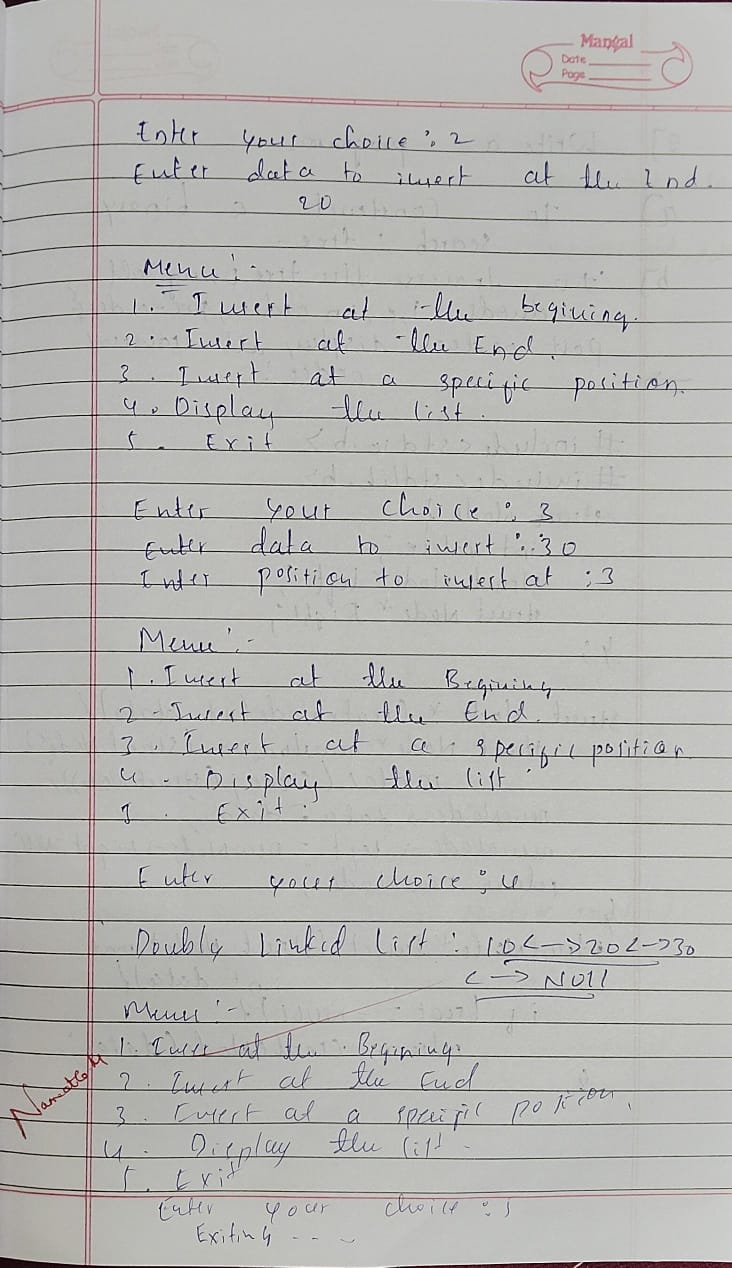 Mangal
Date
Page
Enter your choice : 2
Enter data to insert at the End.
20
Menu :-
1. Insert at the begining.
2. Insert at the End.
3. Insert at a specific position.
4. Display the list.
5. Exit
Enter your choice : 3
Enter data to insert : 30
Enter position to insert at : 3
Menu :-
1. Insert at the Begining
2. Insert at the End.
3. Insert at a specific position
4. Display the list
5. Exit.
Enter your choice : 4
Doubly Linked list : 10<->20<->30
<-> NUll
Menu :-
1. Inser at the Begining.
2. Insert at the End
3. Insert at a specific position.
4. Display the list.
5. Exit
Enter your choice : 5
Exiting ---